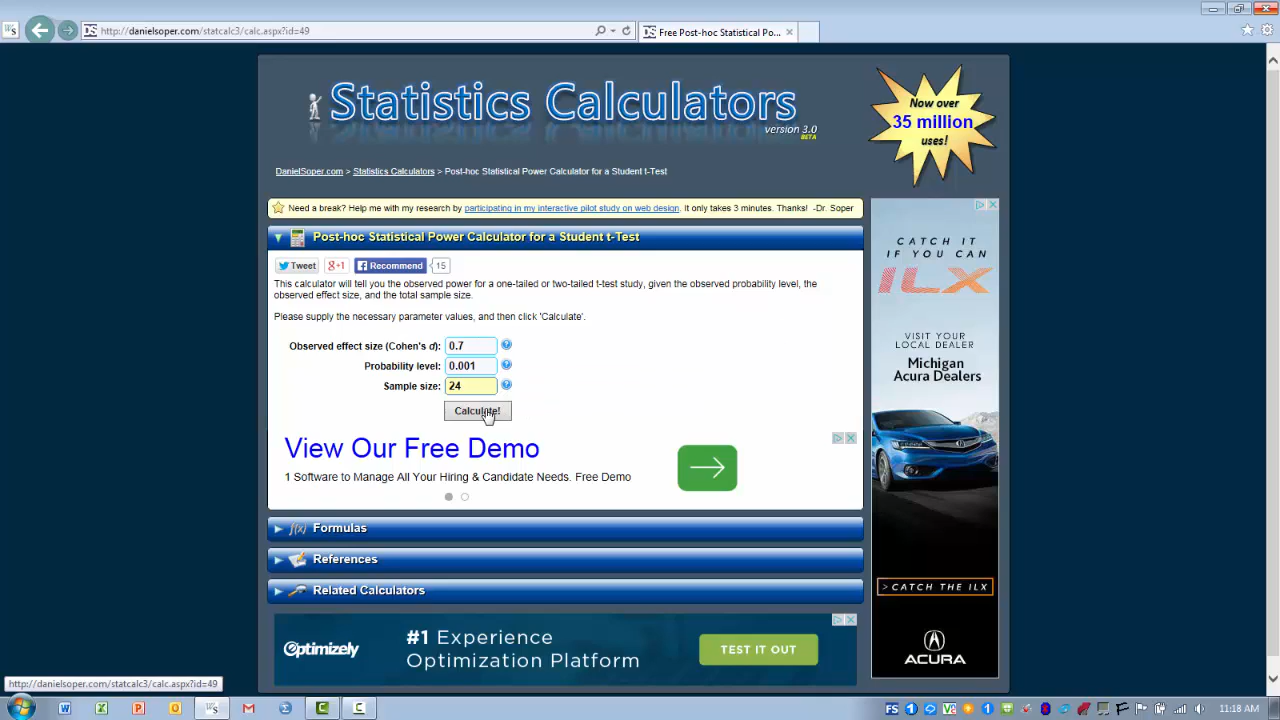 http://danielsoper.com/statcalc3/calc.aspx?id=49
Free Post-hoc Statistical Po...
Statistics Calculators
version 3.0
BETA
Now over
35 million
uses!
DanielSoper.com > Statistics Calculators > Post-hoc Statistical Power Calculator for a Student t-Test
Need a break? Help me with my research by participating in my interactive pilot study on web design. It only takes 3 minutes. Thanks! -Dr. Soper
Post-hoc Statistical Power Calculator for a Student t-Test
Tweet
g+1
Recommend
15
This calculator will tell you the observed power for a one-tailed or two-tailed t-test study, given the observed probability level, the
observed effect size, and the total sample size.
Please supply the necessary parameter values, and then click 'Calculate'.
Observed effect size (Cohen's d): 0.7
Probability level: 0.001
Sample size: 24
Calculate!
View Our Free Demo
1 Software to Manage All Your Hiring & Candidate Needs. Free Demo
f(x) Formulas
References
Related Calculators
Optimizely
#1 Experience
Optimization Platform
TEST IT OUT
CATCH IT
IF YOU CAN
ILX
VISIT YOUR
LOCAL DEALER
Michigan
Acura Dealers
> CATCH THE ILX
ACURA
http://danielsoper.com/statcalc3/calc.aspx?id=49
11:18 AM